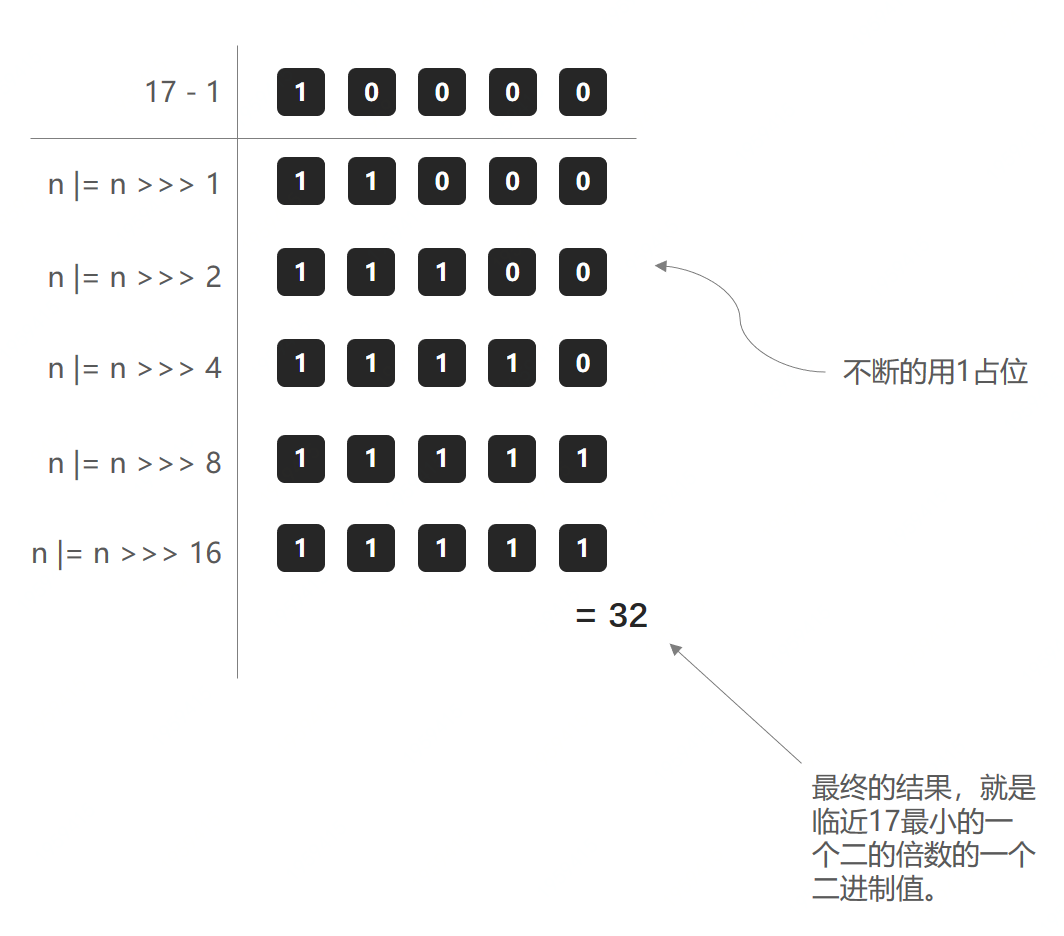 17 - 1 1 0 0 0 0
n |= n >>> 1 1 1 0 0 0
n |= n >>> 2 1 1 1 0 0
n |= n >>> 4 1 1 1 1 0
不断的用1占位
n |= n >>> 8 1 1 1 1 1
n |= n >>> 16 1 1 1 1 1
= 32
最终的结果，就是
临近17最小的一
个二的倍数的一个
二进制值。